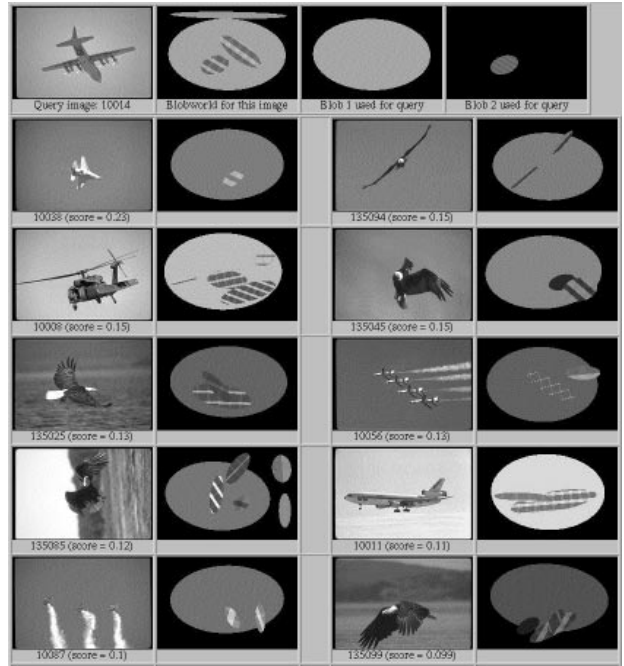 Query image: 10014
Blobworld for this image
Blob 1 used for query
Blob 2 used for query
10038 (score = 0.23)
135094 (score = 0.15)
10008 (score = 0.15)
135045 (score = 0.15)
135025 (score = 0.13)
10056 (score = 0.13)
135085 (score = 0.12)
10011 (score = 0.11)
10087 (score = 0.1)
135099 (score = 0.099)